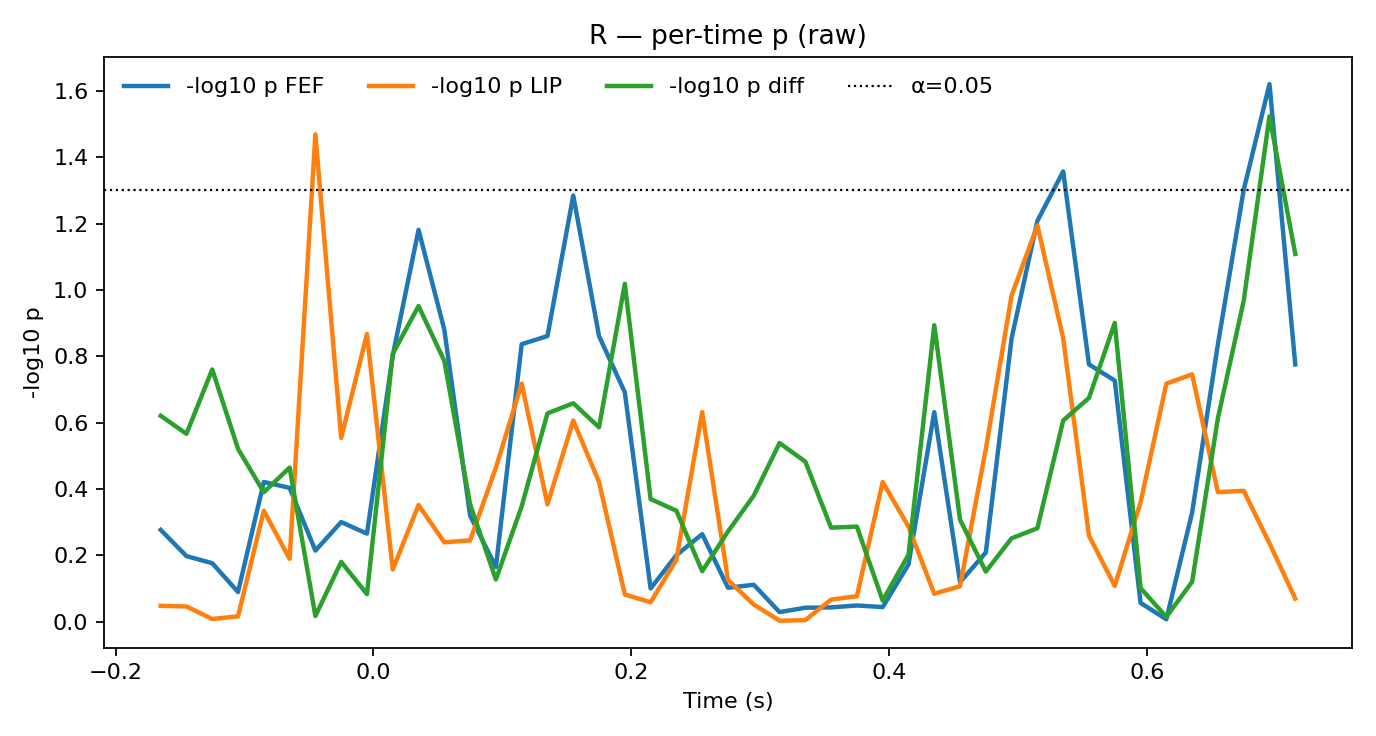 R — per-time p (raw)
-log10 p FEF -log10 p LIP -log10 p diff α=0.05
1.6
1.4
1.2
1.0
0.8
0.6
0.4
0.2
0.0
-log10 p
−0.2 0.0 0.2 0.4 0.6
Time (s)